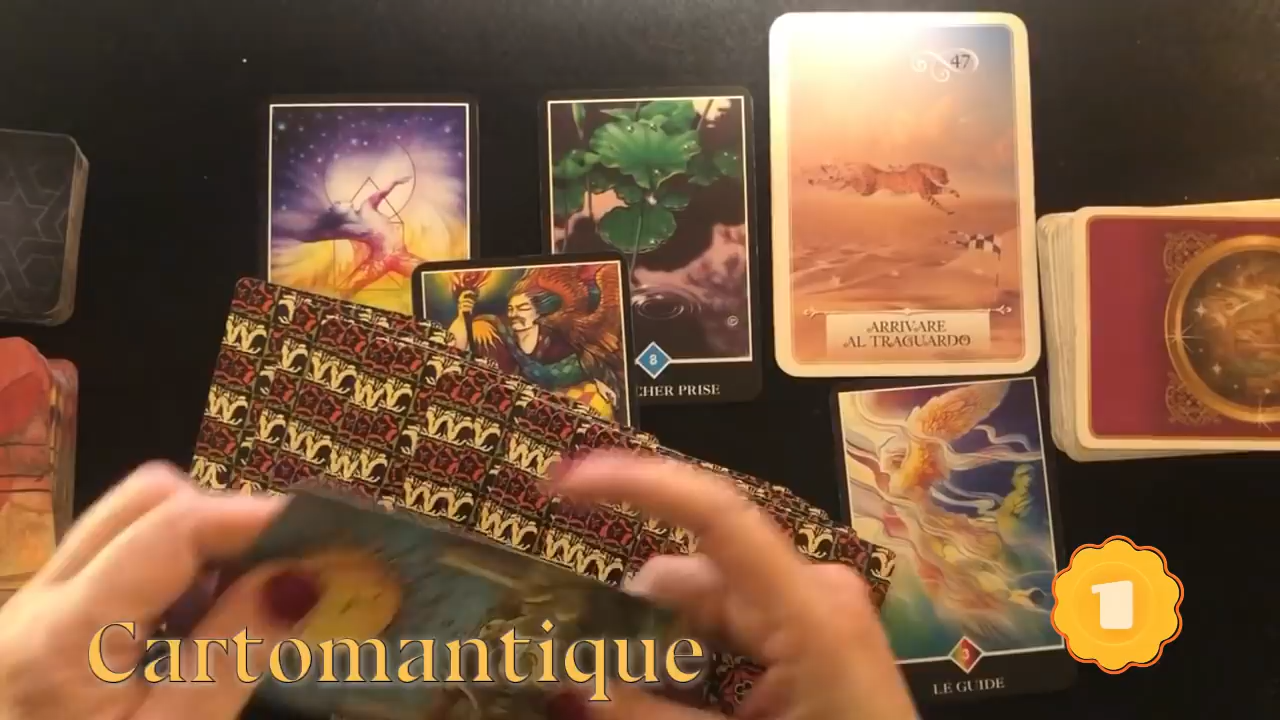 47
ARRIVARE
AL TRAGUARDO
8
CHER PRISE
3
LE GUIDE
1
Cartomantique